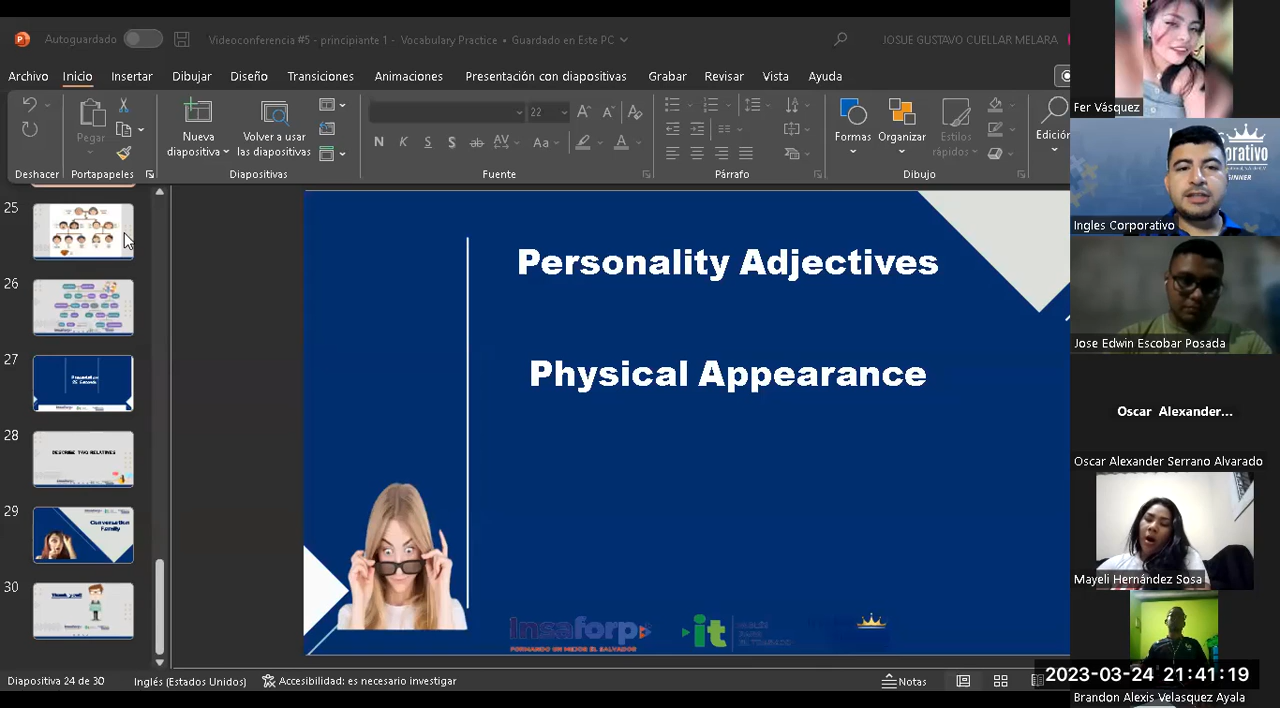 Autoguardado
Videoconferencia #5 - principiante 1 - Vocabulary Practice • Guardado en Este PC
IOSUE GUSTAVO CUELLAR MELARA
Archivo Inicio Insertar Dibujar Diseño Transiciones Animaciones Presentación con diapositivas Grabar Revisar Vista Ayuda
Pegar
Nueva diapositiva
Volver a usar las diapositivas
22
N K S S ab AV Aa A
Formas
Organizar
Estilos rápidos
Edición
Deshacer Portapapeles Diapositivas Fuente Párrafo Dibujo
25
26
27
28
DESCRIBE TWO RELATIVES
29
Conversation
Family
30
Thank you!
Personality Adjectives
Physical Appearance
Insaforp
FORMANDO UN MEJOR EL SALVADOR
it
Diapositiva 24 de 30
Inglés (Estados Unidos)
Accesibilidad: es necesario investigar
Notas
Fer Vásquez
Ingles Corporativo
Jose Edwin Escobar Posada
Oscar Alexander...
Oscar Alexander Serrano Alvarado
Mayeli Hernández Sosa
2023-03-24 21:41:19
Brandon Alexis Velasquez Ayala